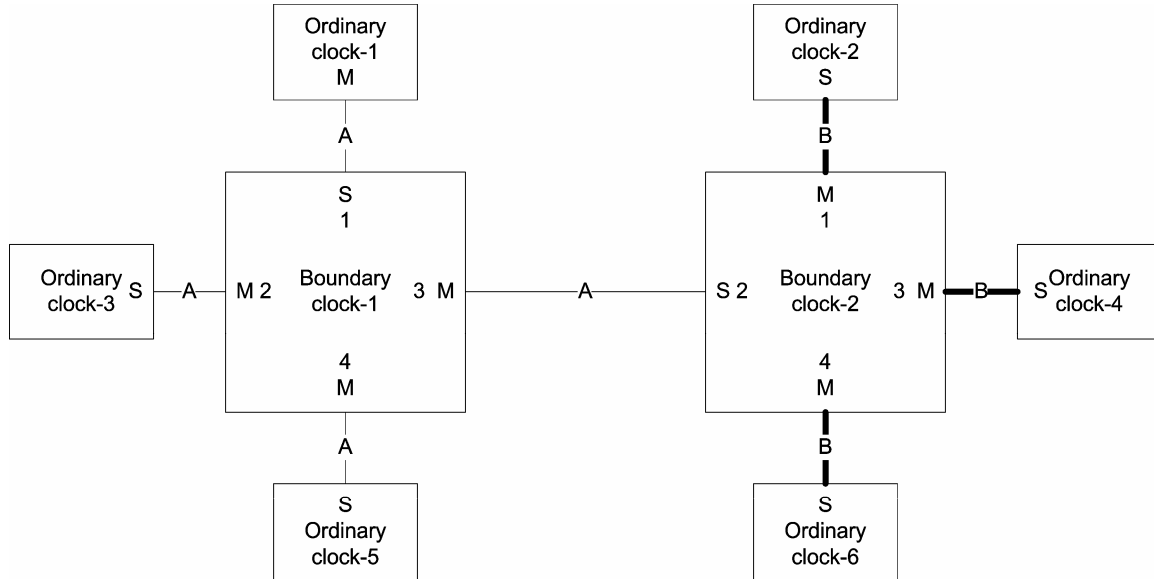 Ordinary
clock-1
M
Ordinary
clock-2
S
A
B
S
1
M
1
Ordinary
clock-3
S
A
M 2
Boundary
clock-1
3 M
A
S 2
Boundary
clock-2
3 M
B
S
Ordinary
clock-4
4
M
4
M
A
B
S
Ordinary
clock-5
S
Ordinary
clock-6